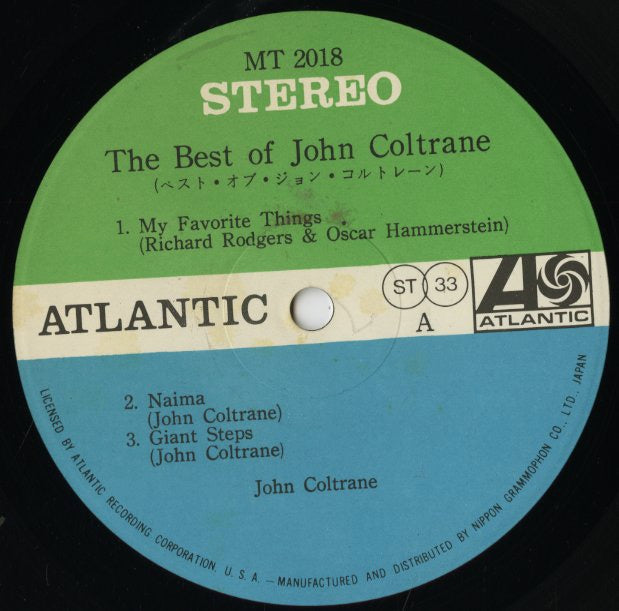 MT 2018
STEREO
The Best of John Coltrane
(ベスト・オブ・ジョン・コルトレーン)
1. My Favorite Things
(Richard Rodgers & Oscar Hammerstein)
ATLANTIC
ST 33
A
ATLANTIC
2. Naima
(John Coltrane)
3. Giant Steps
(John Coltrane)
John Coltrane
LICENSED BY ATLANTIC RECORDING CORPORATION. U. S. A. — MANUFACTURED AND DISTRIBUTED BY NIPPON GRAMMOPHON CO., LTD., JAPAN